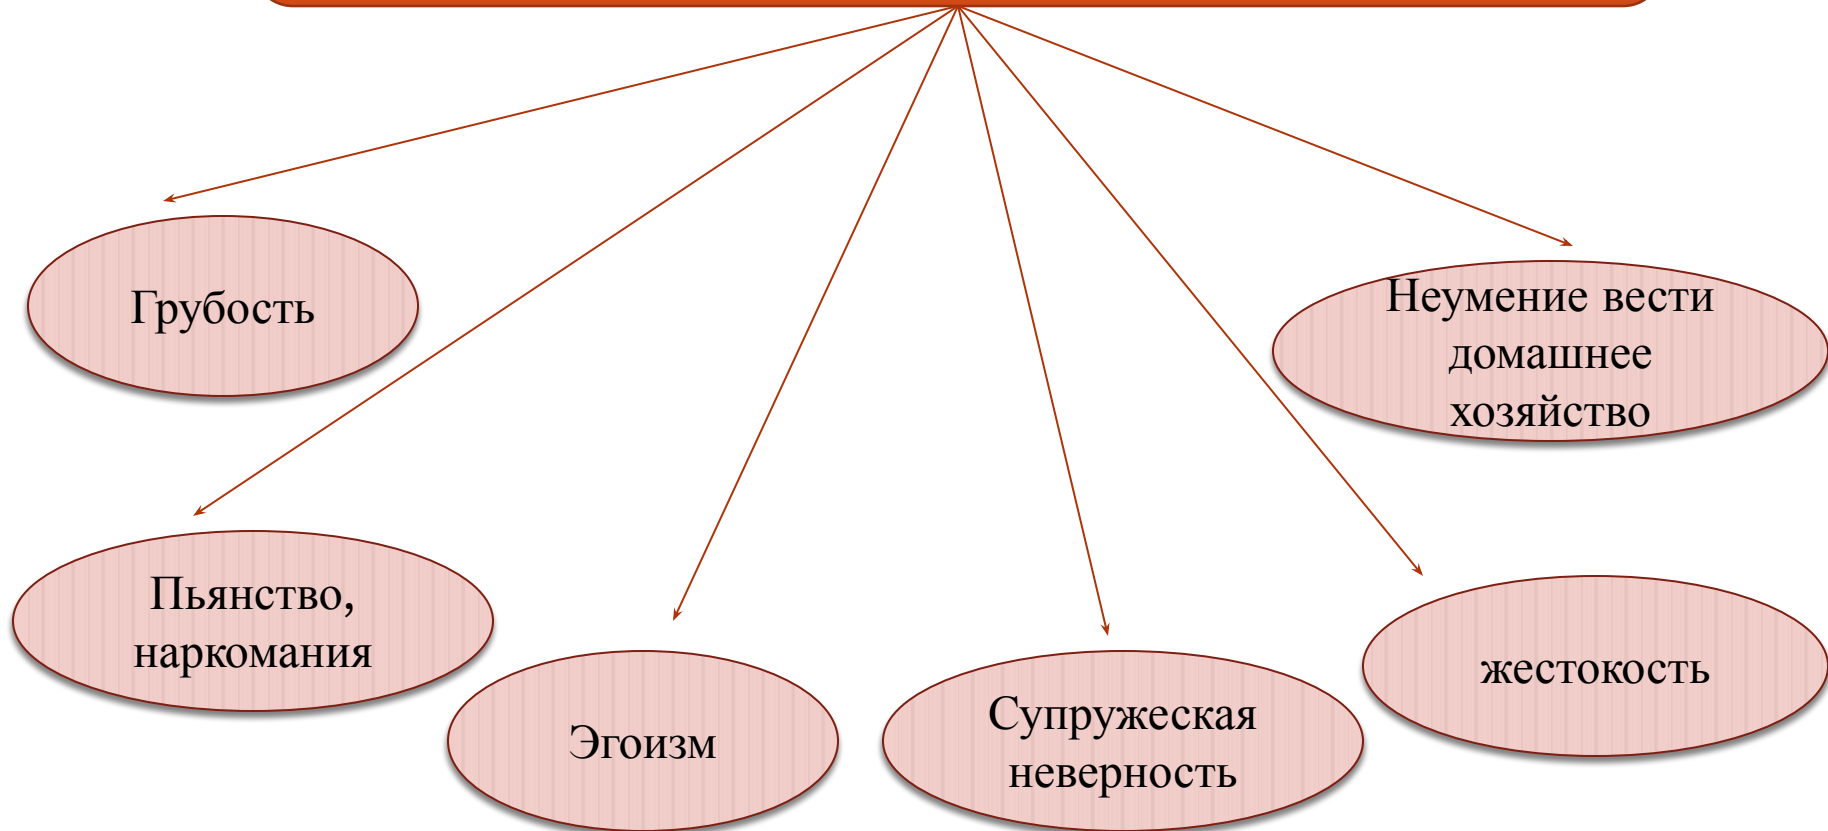 Грубость
Неумение вести
домашнее
хозяйство
Пьянство,
наркомания
Эгоизм
Супружеская
неверность
жестокость